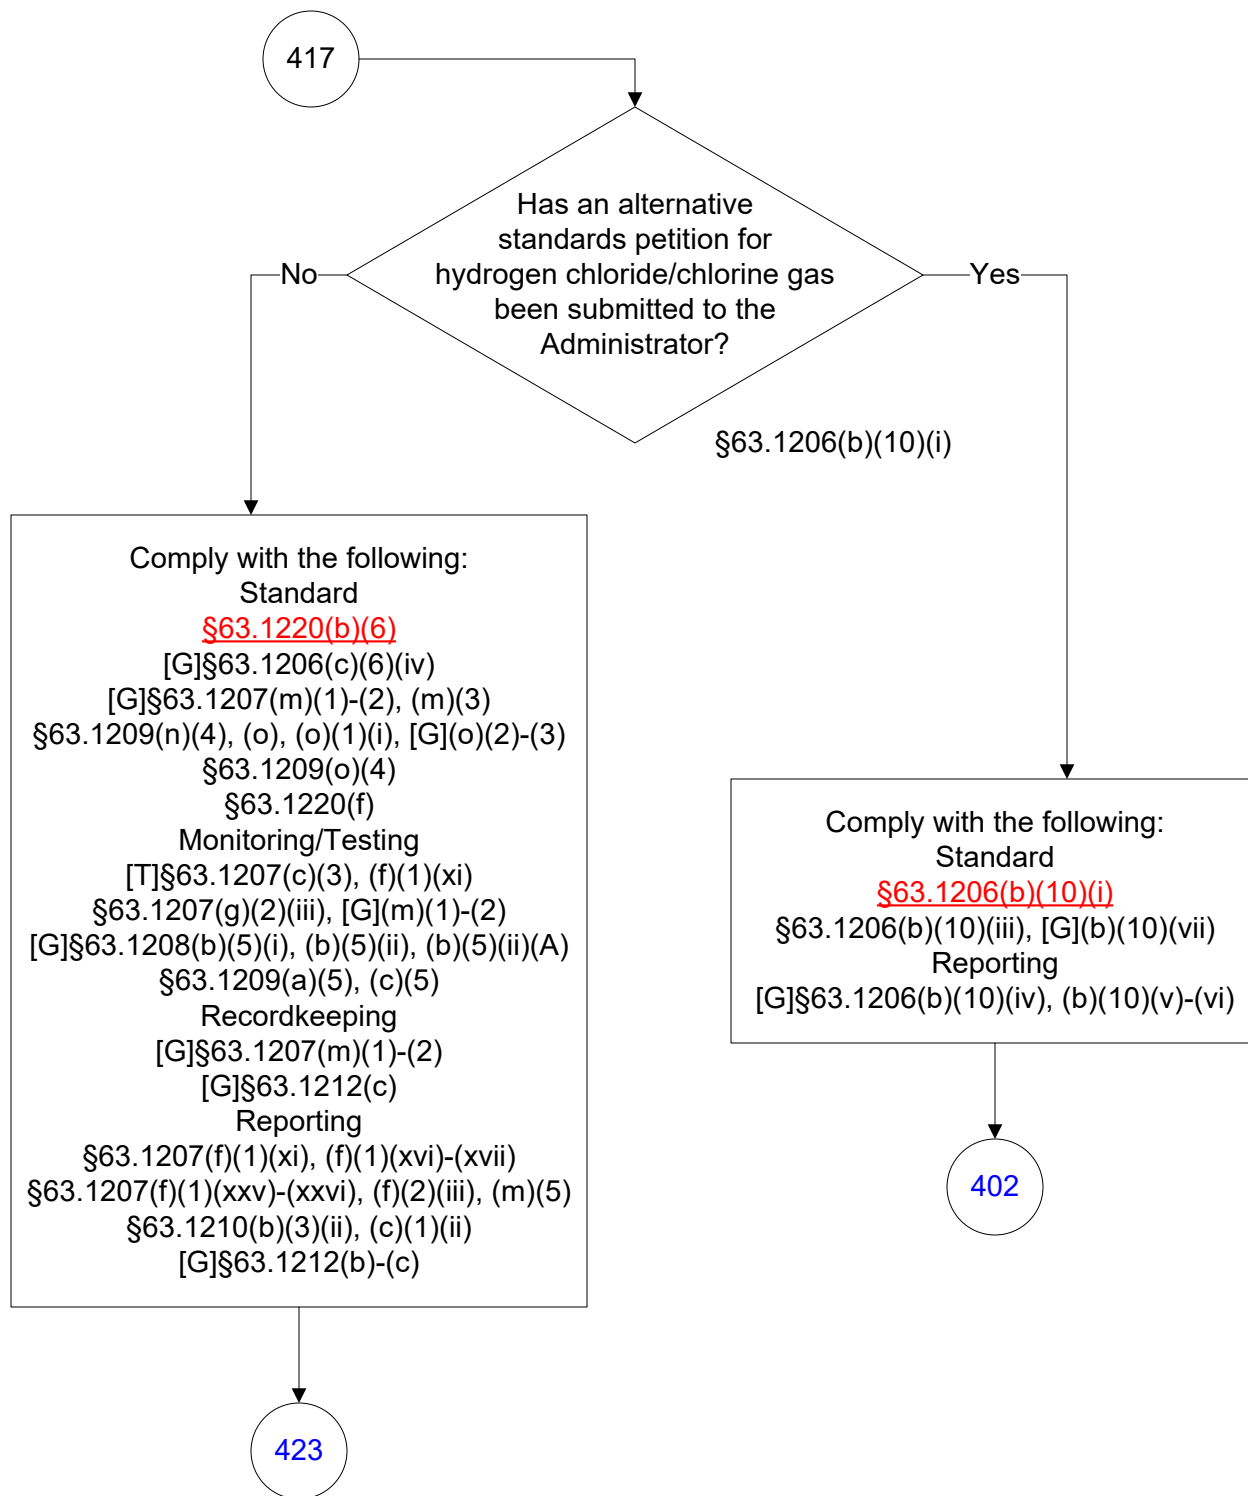 417
Has an alternative
standards petition for
hydrogen chloride/chlorine gas
been submitted to the
Administrator?
No
Yes
§63.1206(b)(10)(i)
Comply with the following:
Standard
§63.1220(b)(6)
[G]§63.1206(c)(6)(iv)
[G]§63.1207(m)(1)-(2), (m)(3)
§63.1209(n)(4), (o), (o)(1)(i), [G](o)(2)-(3)
§63.1209(o)(4)
§63.1220(f)
Monitoring/Testing
[T]§63.1207(c)(3), (f)(1)(xi)
§63.1207(g)(2)(iii), [G](m)(1)-(2)
[G]§63.1208(b)(5)(i), (b)(5)(ii), (b)(5)(ii)(A)
§63.1209(a)(5), (c)(5)
Recordkeeping
[G]§63.1207(m)(1)-(2)
[G]§63.1212(c)
Reporting
§63.1207(f)(1)(xi), (f)(1)(xvi)-(xvii)
§63.1207(f)(1)(xxv)-(xxvi), (f)(2)(iii), (m)(5)
§63.1210(b)(3)(ii), (c)(1)(ii)
[G]§63.1212(b)-(c)
423
Comply with the following:
Standard
§63.1206(b)(10)(i)
§63.1206(b)(10)(iii), [G](b)(10)(vii)
Reporting
[G]§63.1206(b)(10)(iv), (b)(10)(v)-(vi)
402